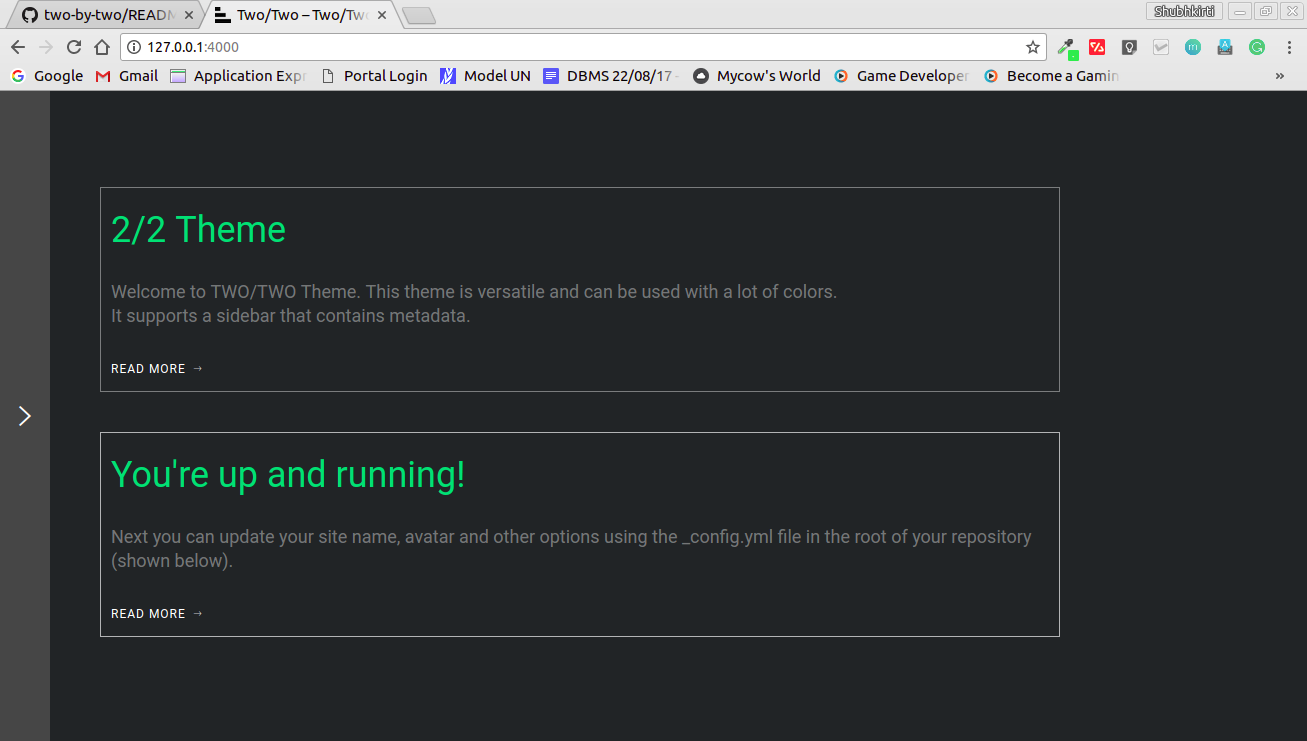 two-by-two/READM
Two/Two – Two/Two
Shubhkirti
127.0.0.1:4000
Google
Gmail
Application Expr
Portal Login
Model UN
DBMS 22/08/17 -
Mycow's World
Game Developer
Become a Gamin
»
2/2 Theme
Welcome to TWO/TWO Theme. This theme is versatile and can be used with a lot of colors.
It supports a sidebar that contains metadata.
READ MORE →
You're up and running!
Next you can update your site name, avatar and other options using the _config.yml file in the root of your repository
(shown below).
READ MORE →